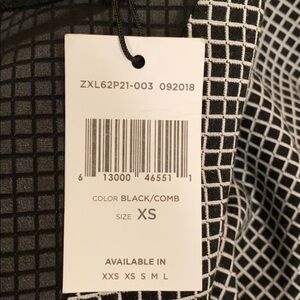 ZXL62P21-003 092018
6 13000 46551 1
COLOR BLACK/COMB
SIZE XS
AVAILABLE IN
XXS XS S M L